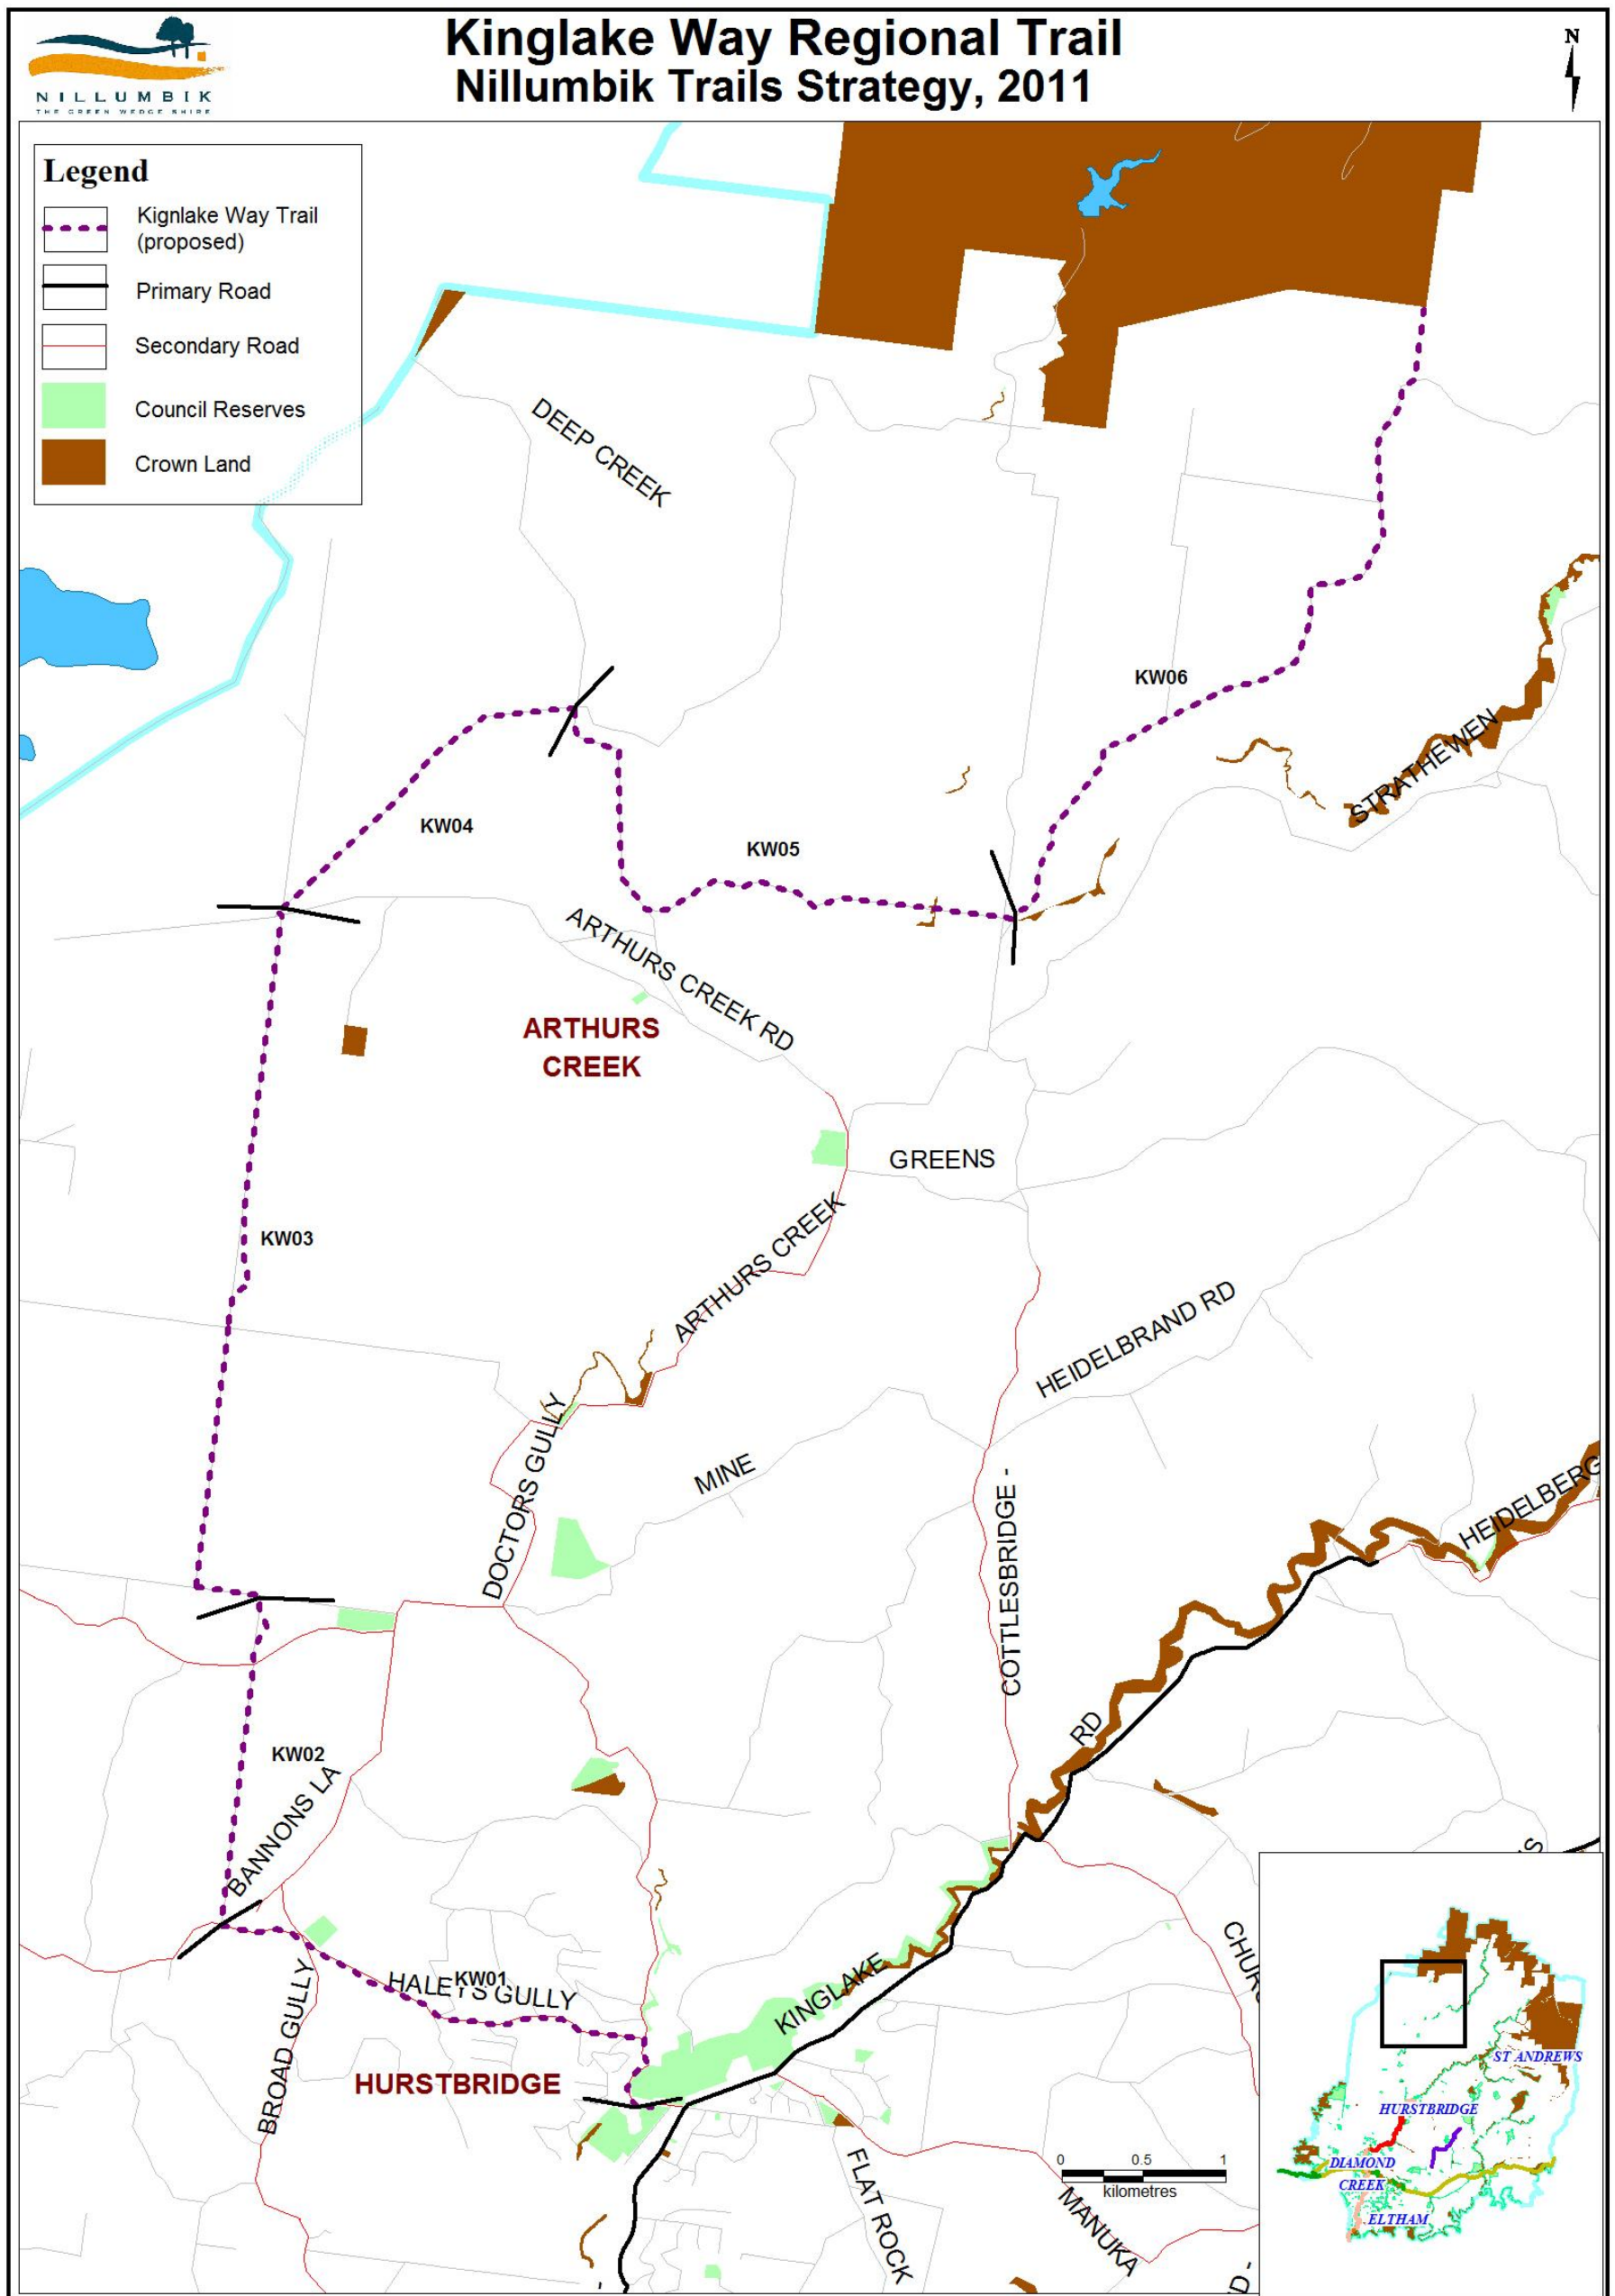 Kinglake Way Regional Trail
Nillumbik Trails Strategy, 2011
NILLUMBIK
THE GREEN WEDGE SHIRE
N
Legend
Kignlake Way Trail
(proposed)
Primary Road
Secondary Road
Council Reserves
Crown Land
DEEP CREEK
KW06
STRATHEWEN
KW04
KW05
ARTHURS CREEK RD
ARTHURS
CREEK
GREENS
ARTHURS CREEK
KW03
HEIDELBRAND RD
DOCTORS GULLY
MINE
COTTLESBRIDGE -
HEIDELBERG
RD
KW02
BANNONS LA
KINGLAKE
HALEYS GULLY
KW01
BROAD GULLY
HURSTBRIDGE
FLAT ROCK
MANUKA
0 0.5 1
kilometres
ST ANDREWS
HURSTBRIDGE
DIAMOND
CREEK
ELTHAM